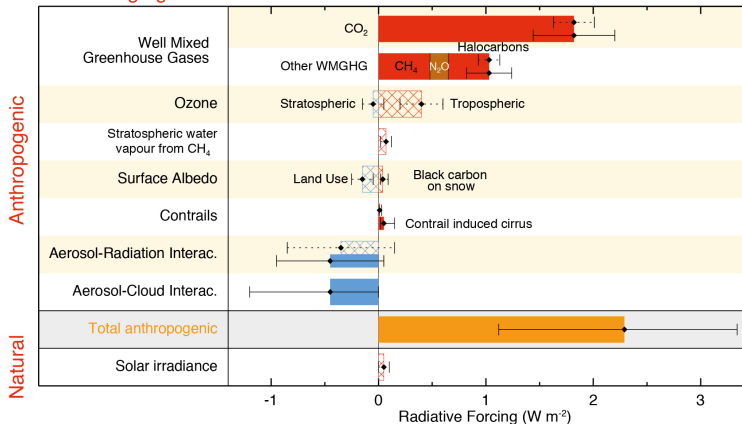 CO2
Well Mixed
Greenhouse Gases
Halocarbons
Other WMGHG
CH4
N2O
Ozone
Stratospheric
Tropospheric
Stratospheric water
vapour from CH4
Surface Albedo
Land Use
Black carbon
on snow
Contrails
Contrail induced cirrus
Aerosol-Radiation Interac.
Aerosol-Cloud Interac.
Total anthropogenic
Solar irradiance
Anthropogenic
Natural
-1 0 1 2 3
Radiative Forcing (W m-2)